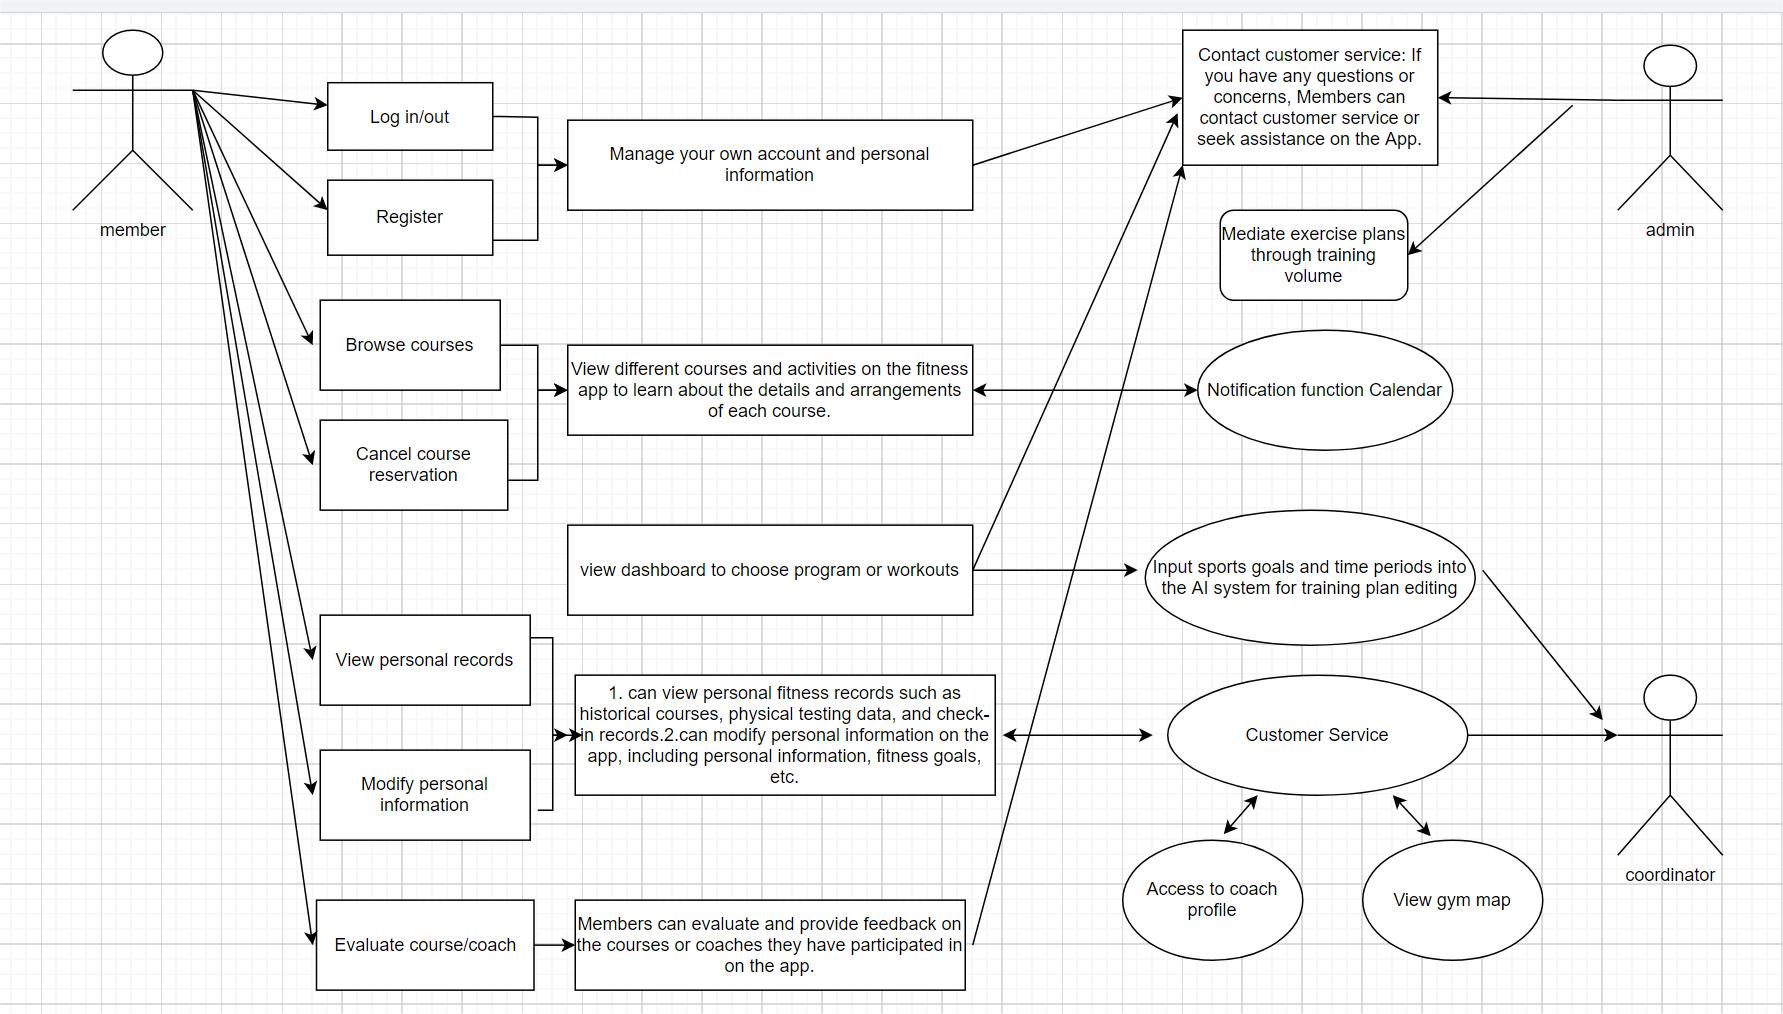 member
Log in/out
Register
Browse courses
Cancel course
reservation
View personal records
Modify personal
information
Evaluate course/coach
Manage your own account and personal
information
View different courses and activities on the fitness
app to learn about the details and arrangements
of each course.
view dashboard to choose program or workouts
1. can view personal fitness records such as
historical courses, physical testing data, and check-
in records.2.can modify personal information on the
app, including personal information, fitness goals,
etc.
Members can evaluate and provide feedback on
the courses or coaches they have participated in
on the app.
Contact customer service: If
you have any questions or
concerns, Members can
contact customer service or
seek assistance on the App.
Mediate exercise plans
through training
volume
Notification function Calendar
Input sports goals and time periods into
the AI system for training plan editing
Customer Service
Access to coach
profile
View gym map
admin
coordinator